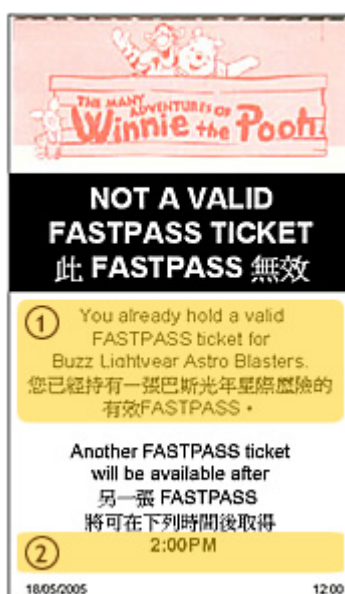 THE MANY
ADVENTURES OF
Winnie the Pooh
NOT A VALID
FASTPASS TICKET
此 FASTPASS 無效
1 You already hold a valid
FASTPASS ticket for
Buzz Lightyear Astro Blasters.
您已經持有一張巴斯光年星際歷險的
有效FASTPASS。
Another FASTPASS ticket
will be available after
另一張 FASTPASS
將可在下列時間後取得
2 2:00PM
18/05/2005 12:00